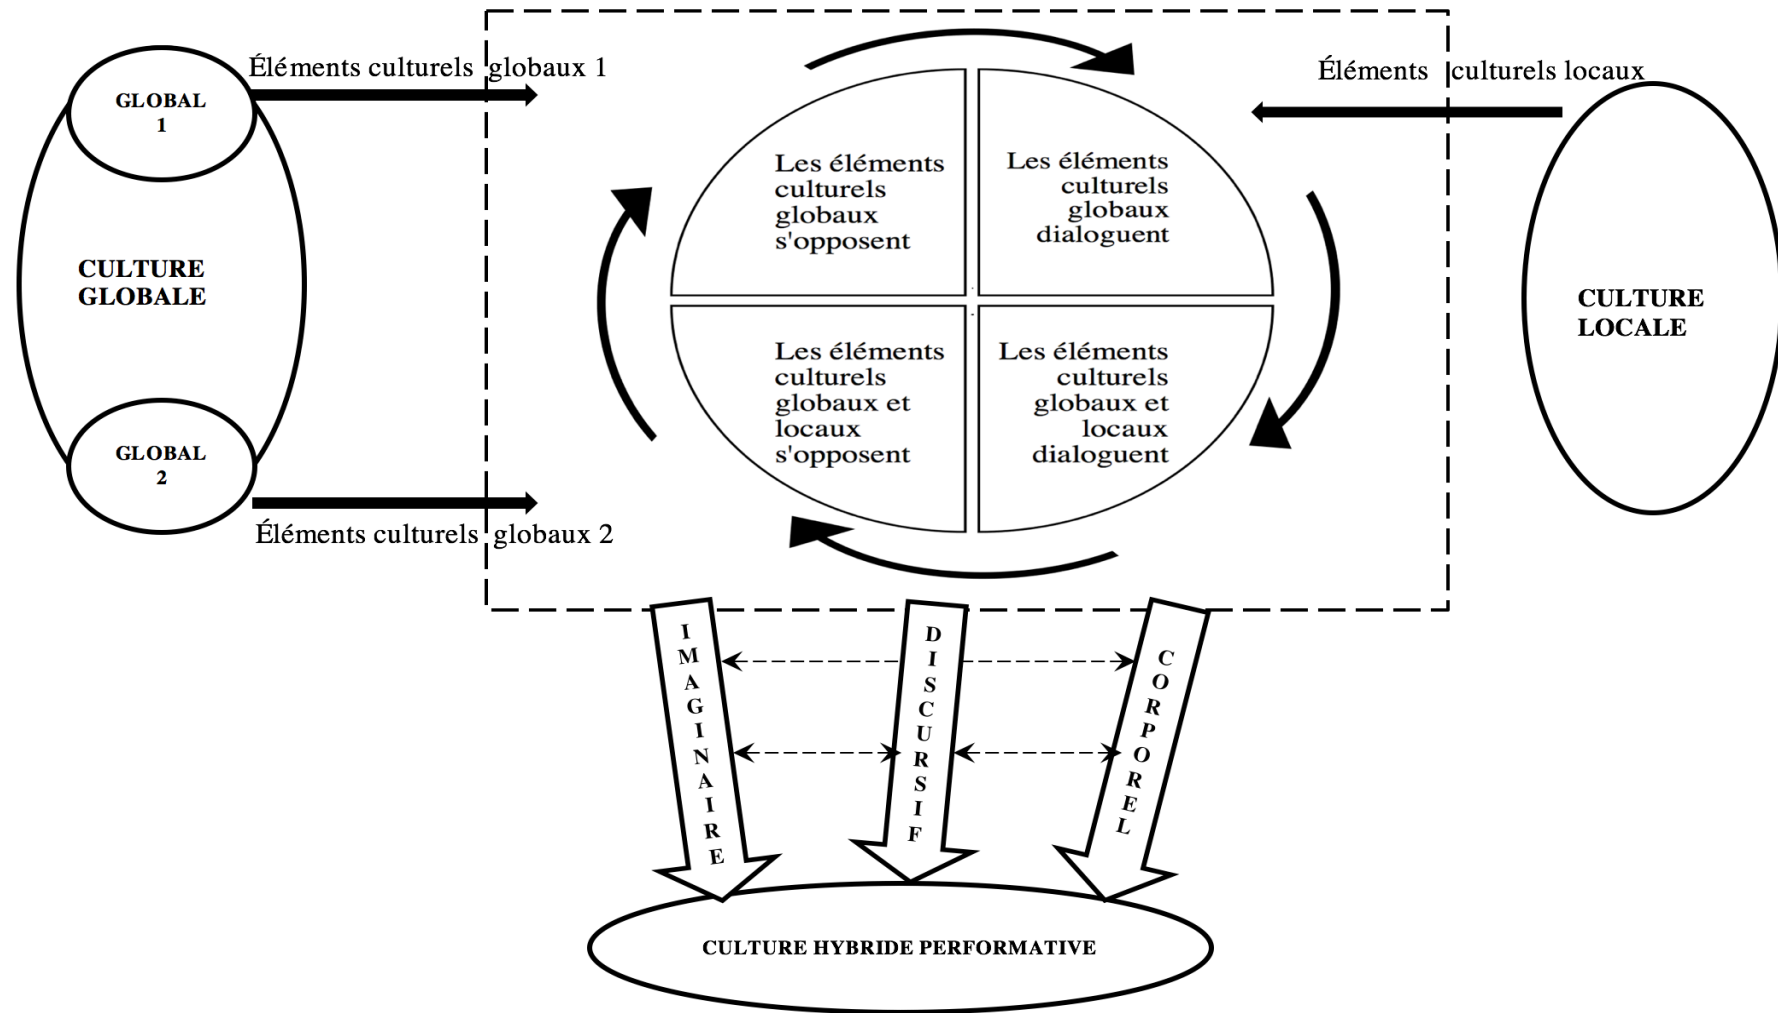 Éléments culturels globaux 1
GLOBAL
1
CULTURE
GLOBALE
GLOBAL
2
Éléments culturels globaux 2
Les éléments
culturels
globaux
s'opposent
Les éléments
culturels
globaux
dialoguent
Les éléments
culturels
globaux et
locaux
s'opposent
Les éléments
culturels
globaux et
locaux
dialoguent
Éléments culturels locaux
CULTURE
LOCALE
IMAGINAIRE
DISCURSIF
CORPOREL
CULTURE HYBRIDE PERFORMATIVE